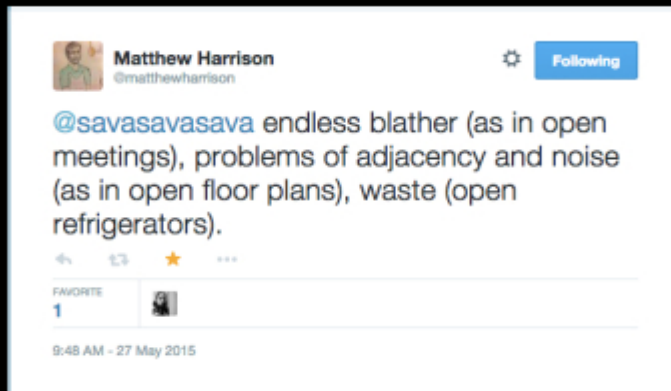 Matthew Harrison
@matthewharrison
Following
@savasavasava endless blather (as in open
meetings), problems of adjacency and noise
(as in open floor plans), waste (open
refrigerators).
FAVORITE
1
9:48 AM - 27 May 2015